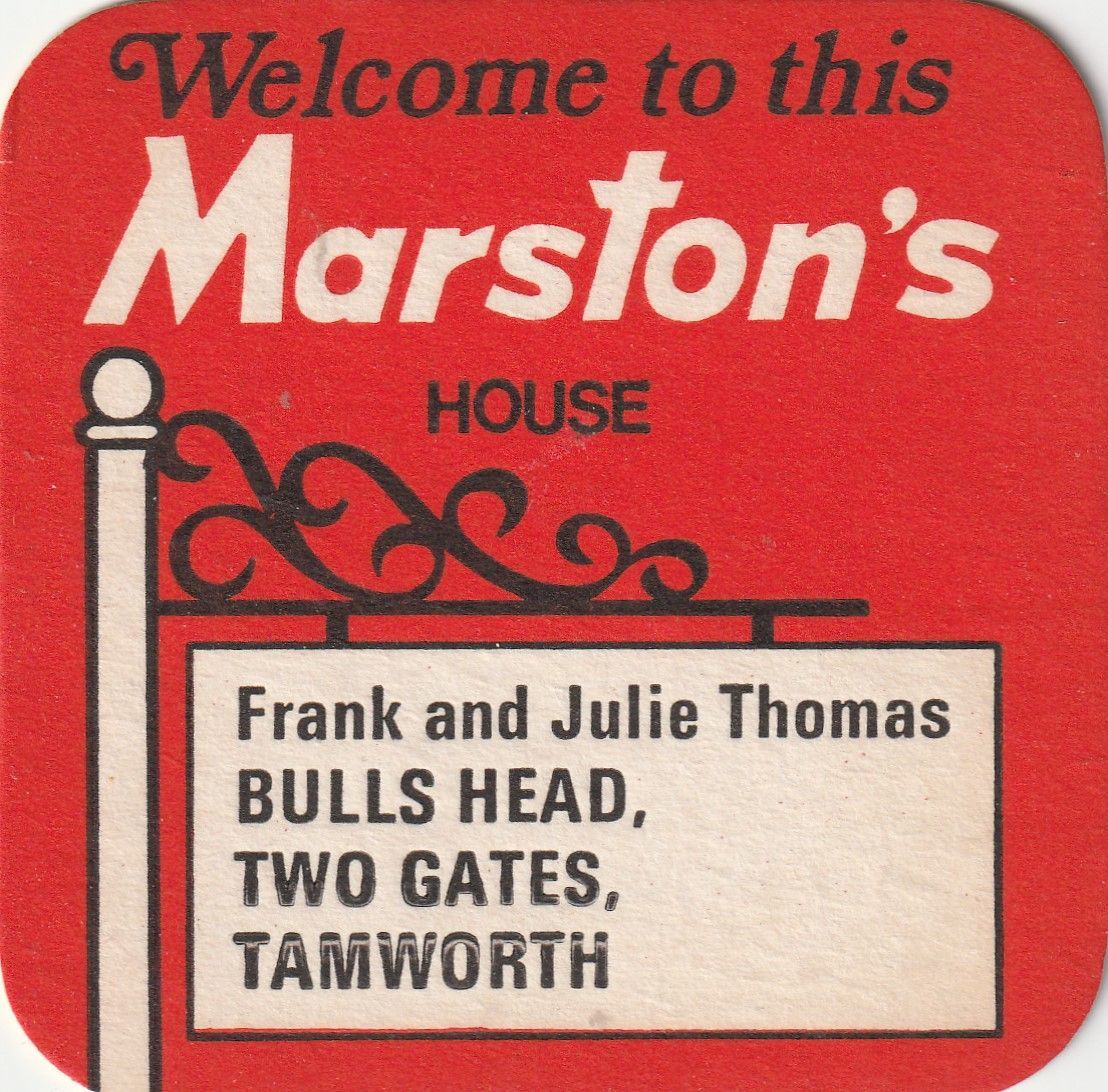 Welcome to this
Marston's
HOUSE
Frank and Julie Thomas
BULLS HEAD,
TWO GATES,
TAMWORTH